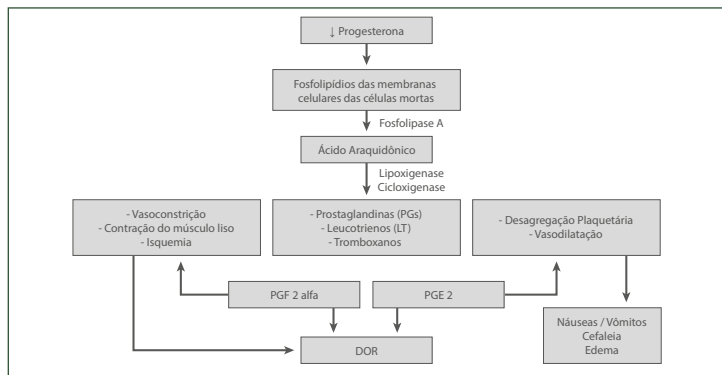 ↓ Progesterona
Fosfolipídios das membranas
celulares das células mortas
Fosfolipase A
Ácido Araquidônico
Lipoxigenase
Cicloxigenase
- Vasoconstrição
- Contração do músculo liso
- Isquemia
- Prostaglandinas (PGs)
- Leucotrienos (LT)
- Tromboxanos
- Desagregação Plaquetária
- Vasodilatação
PGF 2 alfa
PGE 2
Náuseas / Vômitos
Cefaleia
Edema
DOR